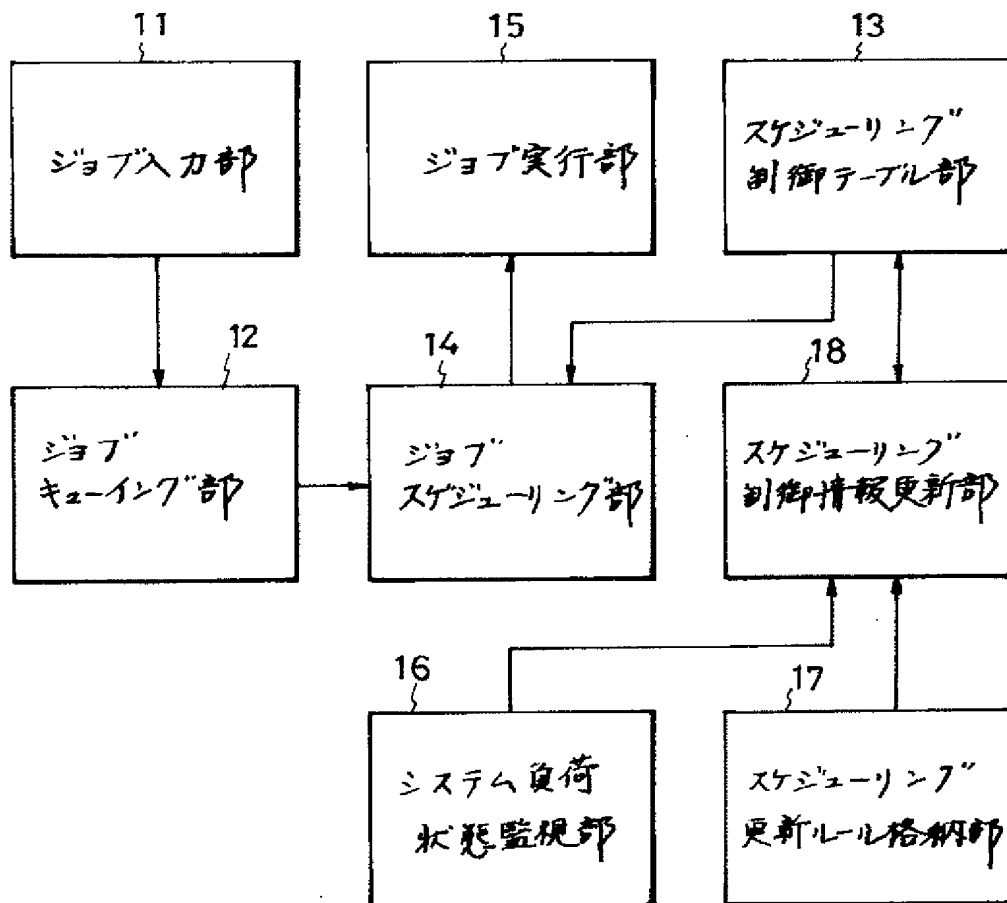 11
ジョブ入力部
15
ジョブ実行部
13
スケジューリング
制御テーブル部
12
ジョブ
キューイング部
14
ジョブ
スケジューリング部
18
スケジューリング
制御情報更新部
16
システム負荷
状態監視部
17
スケジューリング
更新ルール格納部